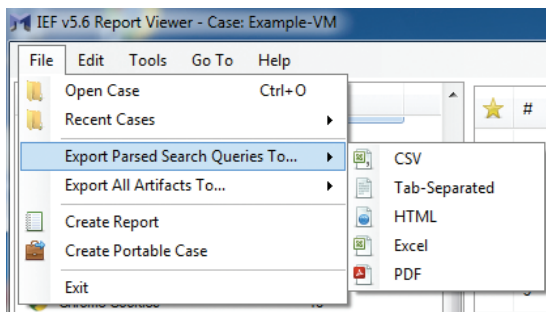 IEF v5.6 Report Viewer - Case: Example-VM
File Edit Tools Go To Help
Open Case Ctrl+O
Recent Cases
#
Export Parsed Search Queries To...
CSV
Export All Artifacts To...
Tab-Separated
Create Report
HTML
Create Portable Case
Excel
Exit
PDF